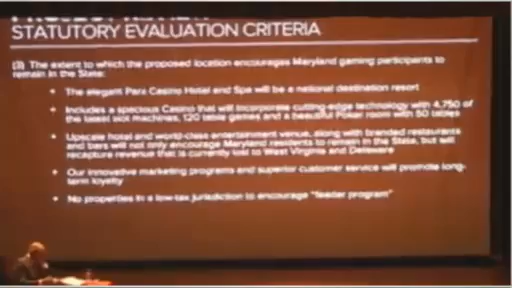 PROJECT REVIEW
STATUTORY EVALUATION CRITERIA
(3) The extent to which the proposed location encourages Maryland gaming participants to
remain in the State:
• The elegant Parx Casino Hotel and Spa will be a national destination resort
• Includes a spacious Casino that will incorporate cutting-edge technology with 4,750 of
the latest slot machines, 120 table games and a beautiful Poker room with 50 tables
• Upscale hotel and world-class entertainment venue, along with branded restaurants
and bars will not only encourage Maryland residents to remain in the State, but will
recapture revenue that is currently lost to West Virginia and Delaware
• Our innovative marketing programs and superior customer service will promote long-
term loyalty
• No properties in a low-tax jurisdiction to encourage "feeder program"